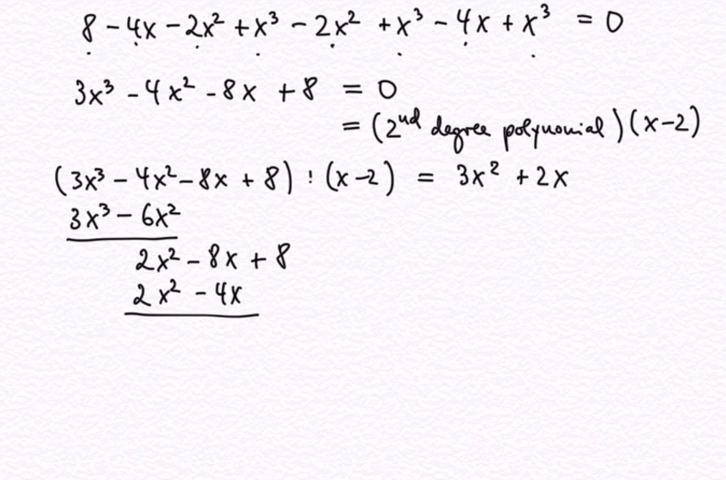 8 - 4x - 2x² + x³ - 2x² + x³ - 4x + x³ = 0
3x³ - 4x² - 8x + 8 = 0
= (2nd degree polynomial)(x-2)
(3x³ - 4x² - 8x + 8) : (x-2) = 3x² + 2x
3x³ - 6x²
2x² - 8x + 8
2x² - 4x